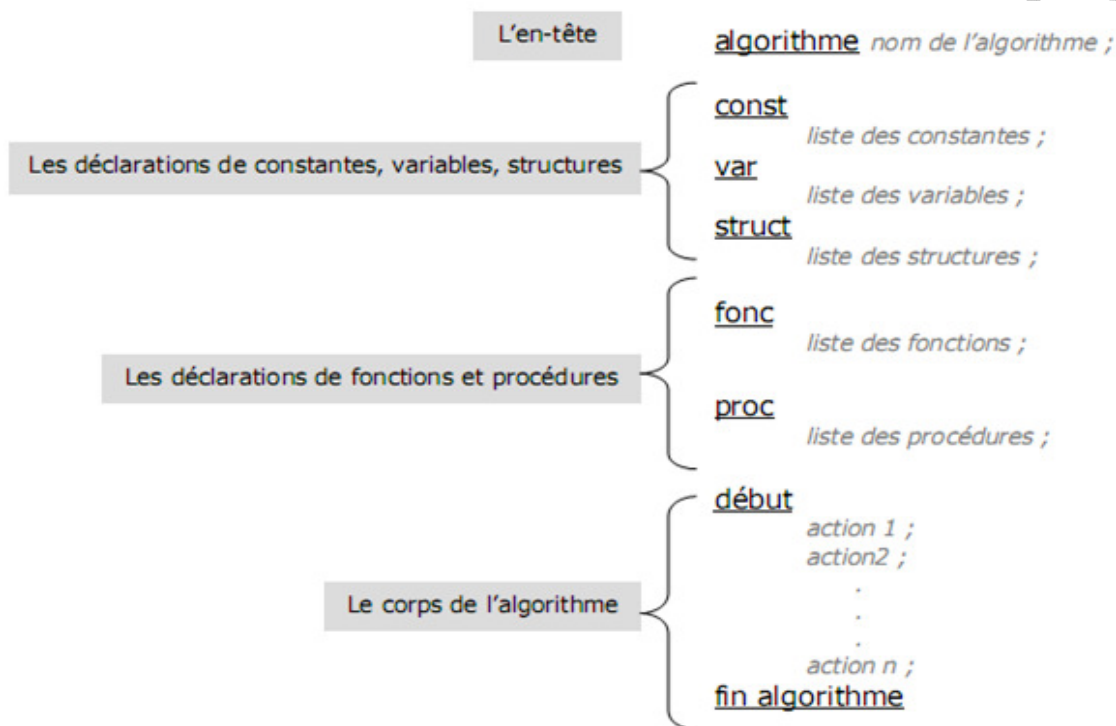 L'en-tête
algorithme nom de l'algorithme ;
Les déclarations de constantes, variables, structures
const
liste des constantes ;
var
liste des variables ;
struct
liste des structures ;
Les déclarations de fonctions et procédures
fonc
liste des fonctions ;
proc
liste des procédures ;
Le corps de l'algorithme
début
action 1 ;
action2 ;
.
.
.
action n ;
fin algorithme